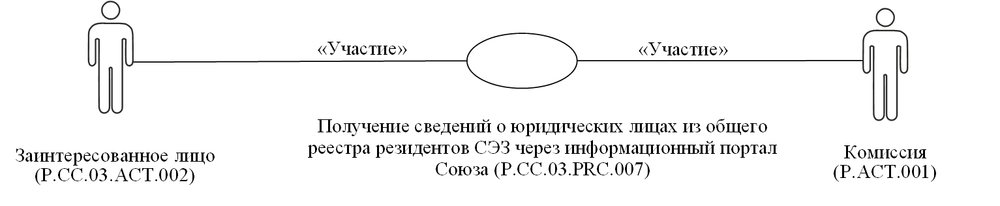 «Участие»
«Участие»
Получение сведений о юридических лицах из общего
реестра резидентов СЭЗ через информационный портал
Союза (P.CC.03.PRC.007)
Заинтересованное лицо
(P.CC.03.ACT.002)
Комиссия
(P.ACT.001)